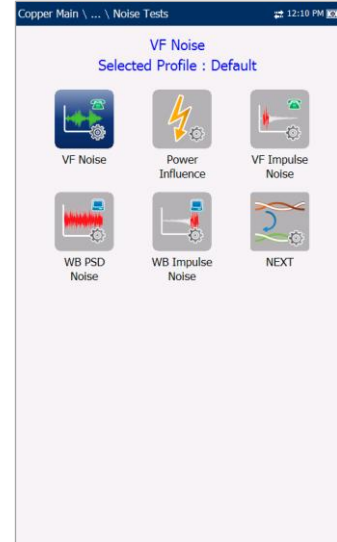 Copper Main \ ... \ Noise Tests
12:10 PM
VF Noise
Selected Profile : Default
VF Noise
Power
Influence
VF Impulse
Noise
WB PSD
Noise
WB Impulse
Noise
NEXT